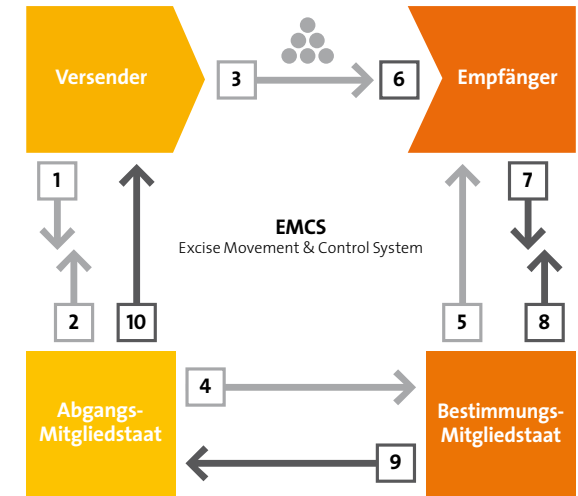 Versender
3
6
Empfänger
1
7
EMCS
Excise Movement & Control System
2
10
5
8
Abgangs-
Mitgliedstaat
4
Bestimmungs-
Mitgliedstaat
9